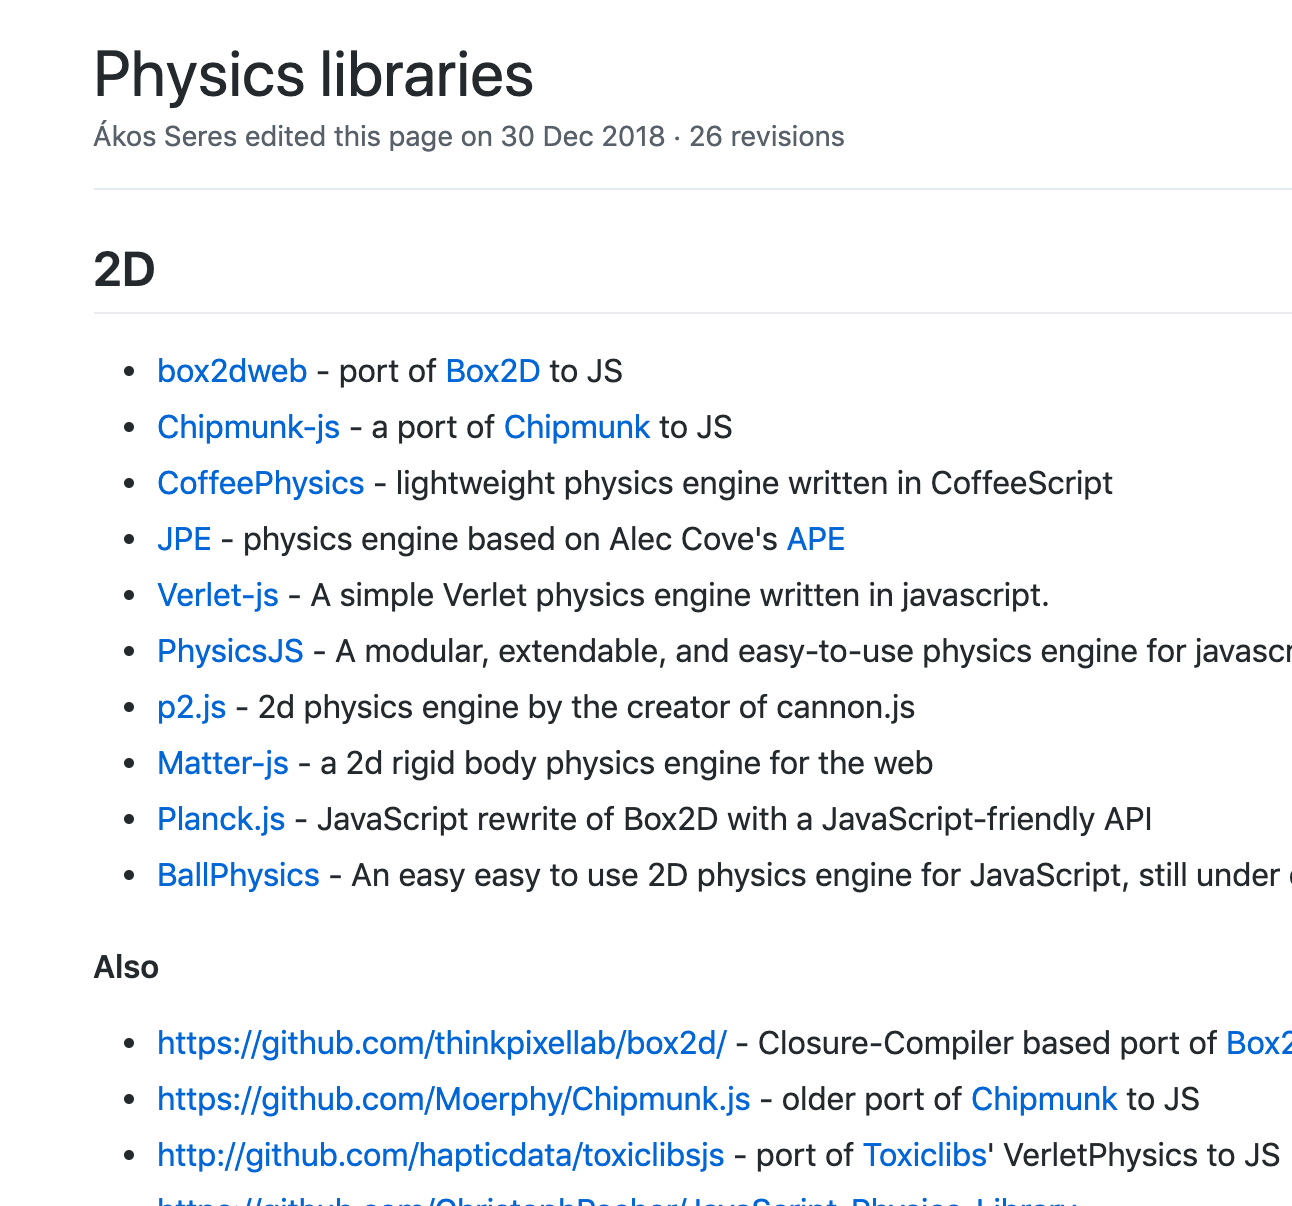 Physics libraries
Ákos Seres edited this page on 30 Dec 2018 · 26 revisions
2D
• box2dweb - port of Box2D to JS
• Chipmunk-js - a port of Chipmunk to JS
• CoffeePhysics - lightweight physics engine written in CoffeeScript
• JPE - physics engine based on Alec Cove's APE
• Verlet-js - A simple Verlet physics engine written in javascript.
• PhysicsJS - A modular, extendable, and easy-to-use physics engine for javascr
• p2.js - 2d physics engine by the creator of cannon.js
• Matter-js - a 2d rigid body physics engine for the web
• Planck.js - JavaScript rewrite of Box2D with a JavaScript-friendly API
• BallPhysics - An easy easy to use 2D physics engine for JavaScript, still under
Also
• https://github.com/thinkpixellab/box2d/ - Closure-Compiler based port of Box2
• https://github.com/Moerphy/Chipmunk.js - older port of Chipmunk to JS
• http://github.com/hapticdata/toxiclibsjs - port of Toxiclibs' VerletPhysics to JS